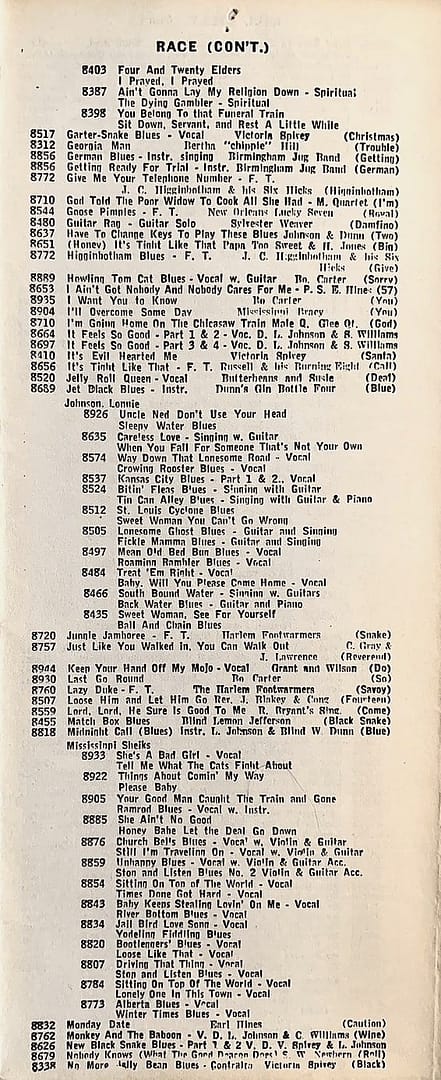 RACE (CON'T.)
8403 Four And Twenty Elders
I Prayed, I Prayed
8387 Ain't Gonna Lay My Religion Down - Spiritual
The Dying Gambler - Spiritual
8398 You Belong To that Funeral Train
Sit Down, Servant, and Rest A Little While
8517 Garter-Snake Blues - Vocal Victoria Spivey (Christmas)
8312 Georgia Man Bertha "chipple" Hill (Trouble)
8856 German Blues - Instr. singing Birmingham Jug Band (Getting)
8856 Getting Ready For Trial - Instr. Birmingham Jug Band (German)
8772 Give Me Your Telephone Number - F. T.
J. C. Higginbotham & his Six Hicks (Higginbotham)
8710 God Told The Poor Widow To Cook All She Had - M. Quartet (I'm)
8544 Goose Pimples - F. T. New Orleans Lucky Seven (Royal)
8480 Guitar Rag - Guitar Solo Sylvester Weaver (Damfino)
8637 Have To Change Keys To Play These Blues Johnson & Dunn (Two)
8651 (Honey) It's Tight Like That Papa Too Sweet & H. Jones (Bin)
8772 Higginbotham Blues - F. T. J. C. Higginbotham & his Six
Hicks (Give)
8889 Howling Tom Cat Blues - Vocal w. Guitar Bo. Carter (Sorry)
8653 I Ain't Got Nobody And Nobody Cares For Me - P. S. E. Hine: (57)
8935 I Want You to Know Bo Carter (You)
8904 I'll Overcome Some Day Mississippi Bracy (You)
8710 I'm Going Home On The Chicasaw Train Male Q. Glee Qt. (God)
8664 It Feels So Good - Part 1 & 2 - Voc. D. L. Johnson & S. Williams
8697 It Feels So Good - Part 3 & 4 - Voc. D. L. Johnson & S. Williams
8410 It's Evil Hearted Me Victoria Spivey (Santa)
8656 It's Tight Like That - F. T. Russell & his Burning Eight (Call)
8520 Jelly Roll Queen - Vocal Butterbeans and Susie (Deal)
8689 Jet Black Blues - Instr. Dunn's Gin Bottle Four (Blue)
Johnson, Lonnie
8926 Uncle Ned Don't Use Your Head
Sleepy Water Blues
8635 Careless Love - Singing w. Guitar
When You Fall For Someone That's Not Your Own
8574 Way Down That Lonesome Road - Vocal
Crowing Rooster Blues - Vocal
8537 Kansas City Blues - Part 1 & 2., Vocal
8524 Bitin' Fleas Blues - Singing with Guitar
Tin Can Alley Blues - Singing with Guitar & Piano
8512 St. Louis Cyclone Blues
Sweet Woman You Can't Go Wrong
8505 Lonesome Ghost Blues - Guitar and Singing
Fickle Mamma Blues - Guitar and Singing
8497 Mean Old Bed Bug Blues - Vocal
Roaming Rambler Blues - Vocal
8484 Treat 'Em Right - Vocal
Baby, Will You Please Come Home - Vocal
8466 South Bound Water - Singing w. Guitars
Back Water Blues - Guitar and Piano
8435 Sweet Woman, See For Yourself
Ball And Chain Blues
8720 Jungle Jamboree - F. T. Harlem Footwarmers (Snake)
8757 Just Like You Walked In, You Can Walk Out C. Gray &
J. Lawrence (Reverend)
8944 Keep Your Hand Off My Mojo - Vocal Grant and Wilson (Do)
8930 Last Go Round Bo Carter (So)
8760 Lazy Duke - F. T. The Harlem Footwarmers (Savoy)
8507 Loose Him and Let Him Go Rev. J. Blakey & Cong (Fourteen)
8559 Lord, Lord, He Sure Is Good To Me R. Bryant's Sing. (Come)
8455 Match Box Blues Blind Lemon Jefferson (Black Snake)
8818 Midnight Call (Blues) Instr. L. Johnson & Blind W. Dunn (Blue)
Mississippi Sheiks
8933 She's A Bad Girl - Vocal
Tell Me What The Cats Fight About
8922 Things About Comin' My Way
Please Baby
8905 Your Good Man Caught The Train and Gone
Ramrod Blues - Vocal w. Instr.
8885 She Ain't No Good
Honey Babe Let the Deal Go Down
8876 Church Bells Blues - Vocal w. Violin & Guitar
Still I'm Traveling On - Vocal w. Violin & Guitar
8859 Unhappy Blues - Vocal w. Violin & Guitar Acc.
Stop and Listen Blues No. 2 Violin & Guitar Acc.
8854 Sitting On Top of The World - Vocal
Times Done Got Hard - Vocal
8843 Baby Keeps Stealing Lovin' On Me - Vocal
River Bottom Blues - Vocal
8834 Jail Bird Love Song - Vocal
Yodeling Fiddling Blues
8820 Bootlegners' Blues - Vocal
Loose Like That - Vocal
8807 Driving That Thing - Vocal
Stop and Listen Blues - Vocal
8784 Sitting On Top Of The World - Vocal
Lonely One In This Town - Vocal
8773 Alberta Blues - Vocal
Winter Times Blues - Vocal
8832 Monday Date Earl Hines (Caution)
8762 Monkey And The Baboon - V. D. L. Johnson & C. Williams (Wine)
8626 New Black Snake Blues - Part 1 & 2 V. D. V. Spivey & L. Johnson
8679 Nobody Knows (What The Good Deacon Does) S. W. Newbern (Roll)
8338 No More Jelly Bean Blues - Contralto Victoria Spivey (Black)